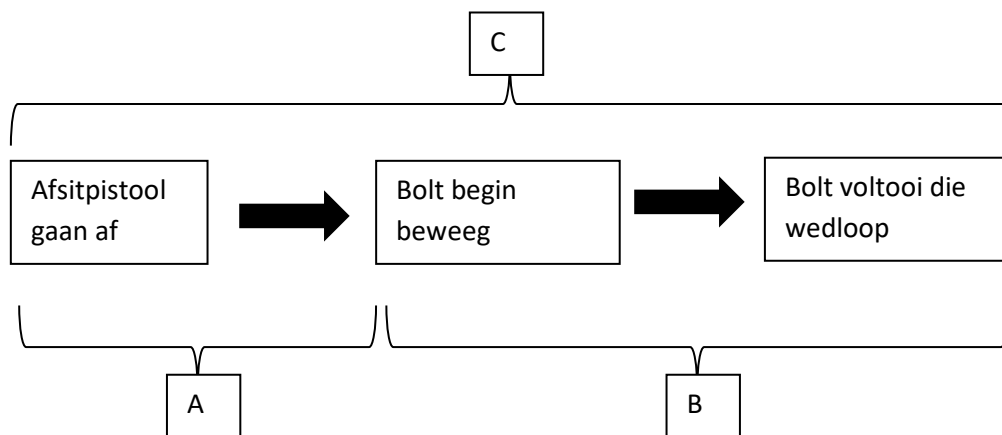 C
Afsitpistool
gaan af
Bolt begin
beweeg
Bolt voltooi die
wedloop
A
B